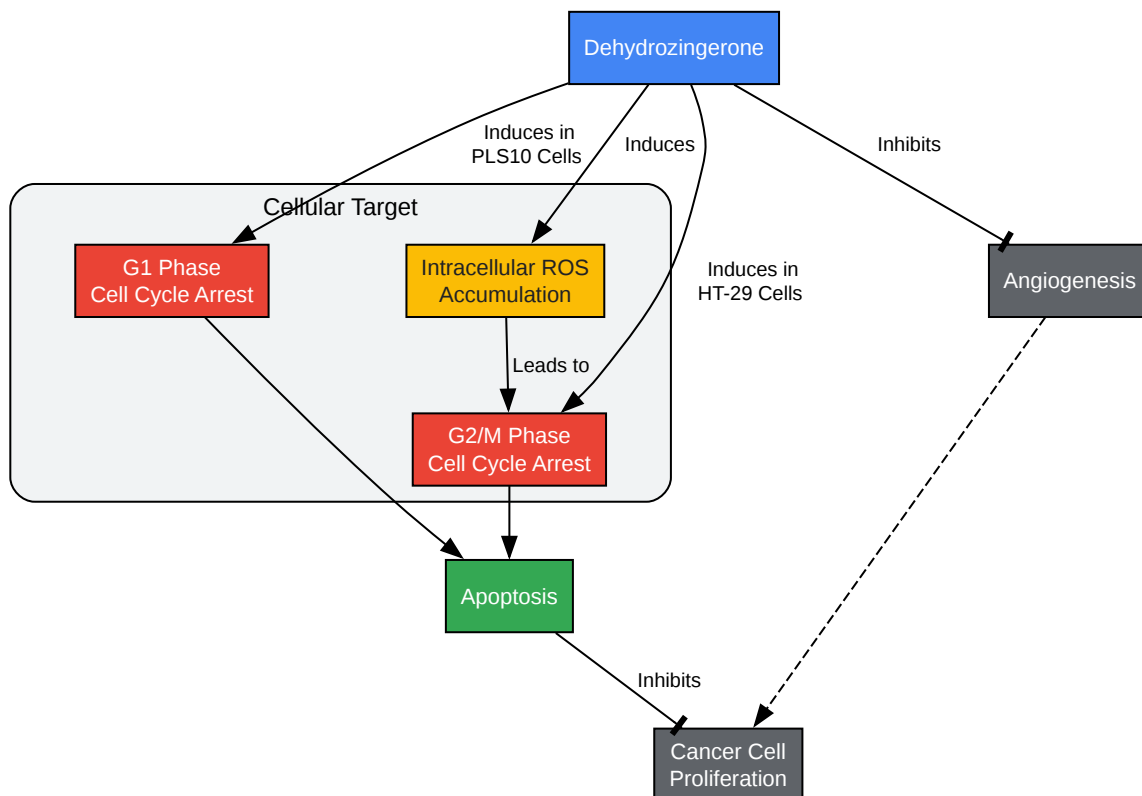 Dehydrozingerone
Induces in
PLS10 Cells
Induces
Inhibits
Cellular Target
G1 Phase
Cell Cycle Arrest
Intracellular ROS
Accumulation
Induces in
HT-29 Cells
Angiogenesis
Leads to
G2/M Phase
Cell Cycle Arrest
Apoptosis
Inhibits
Cancer Cell
Proliferation